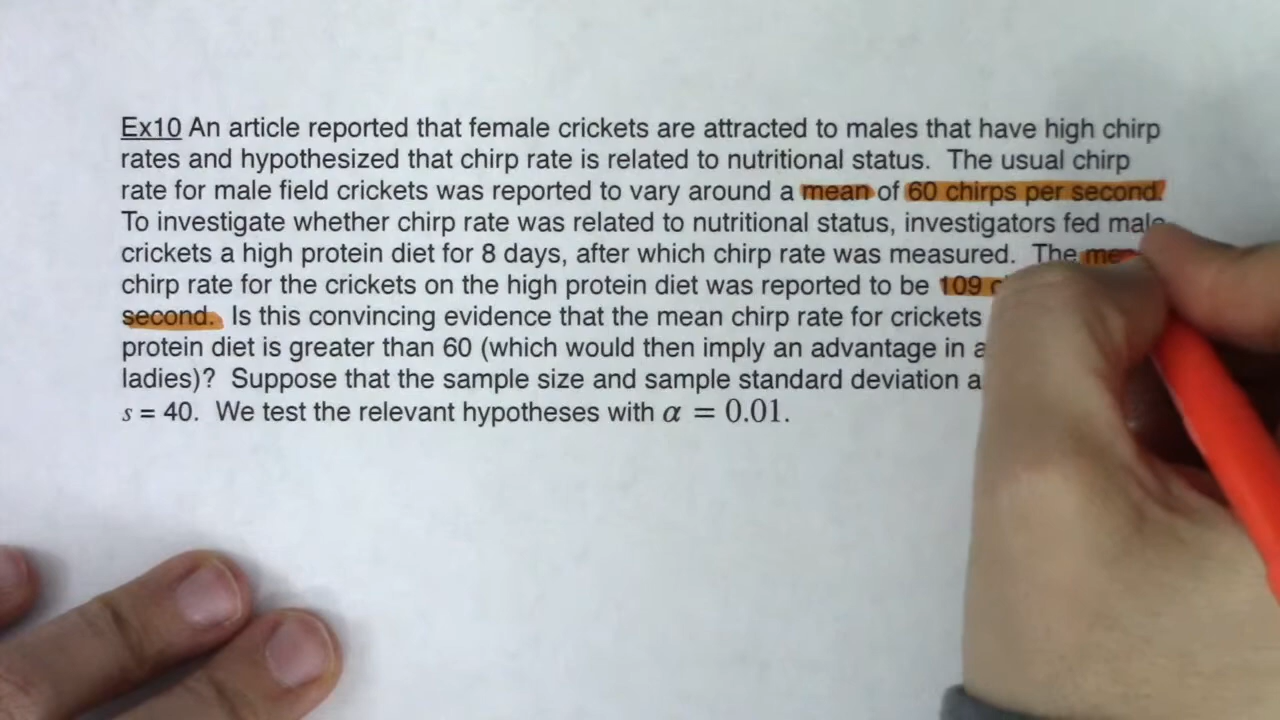 Ex10 An article reported that female crickets are attracted to males that have high chirp
rates and hypothesized that chirp rate is related to nutritional status. The usual chirp
rate for male field crickets was reported to vary around a mean of 60 chirps per second.
To investigate whether chirp rate was related to nutritional status, investigators fed male
crickets a high protein diet for 8 days, after which chirp rate was measured. The
chirp rate for the crickets on the high protein diet was reported to be 109
second. Is this convincing evidence that the mean chirp rate for crickets
protein diet is greater than 60 (which would then imply an advantage in
ladies)? Suppose that the sample size and sample standard deviation
s = 40. We test the relevant hypotheses with α = 0.01.